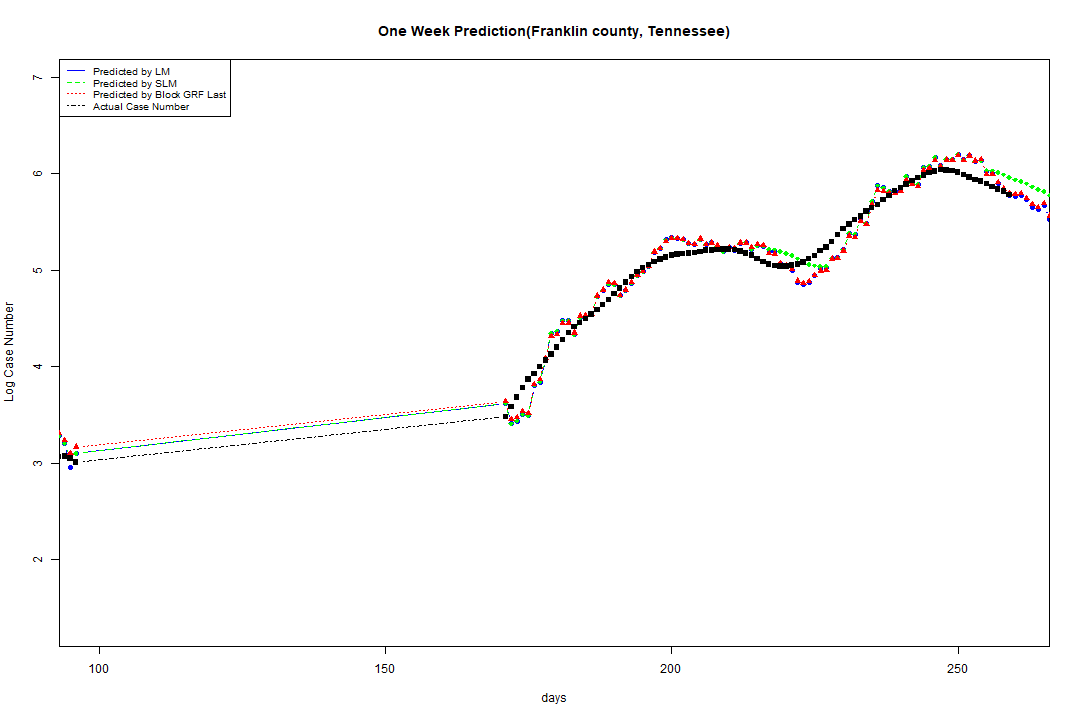 One Week Prediction(Franklin county, Tennessee)
Predicted by LM
Predicted by SLM
Predicted by Block GRF Last
Actual Case Number
7
6
5
4
3
2
Log Case Number
100 150 200 250
days